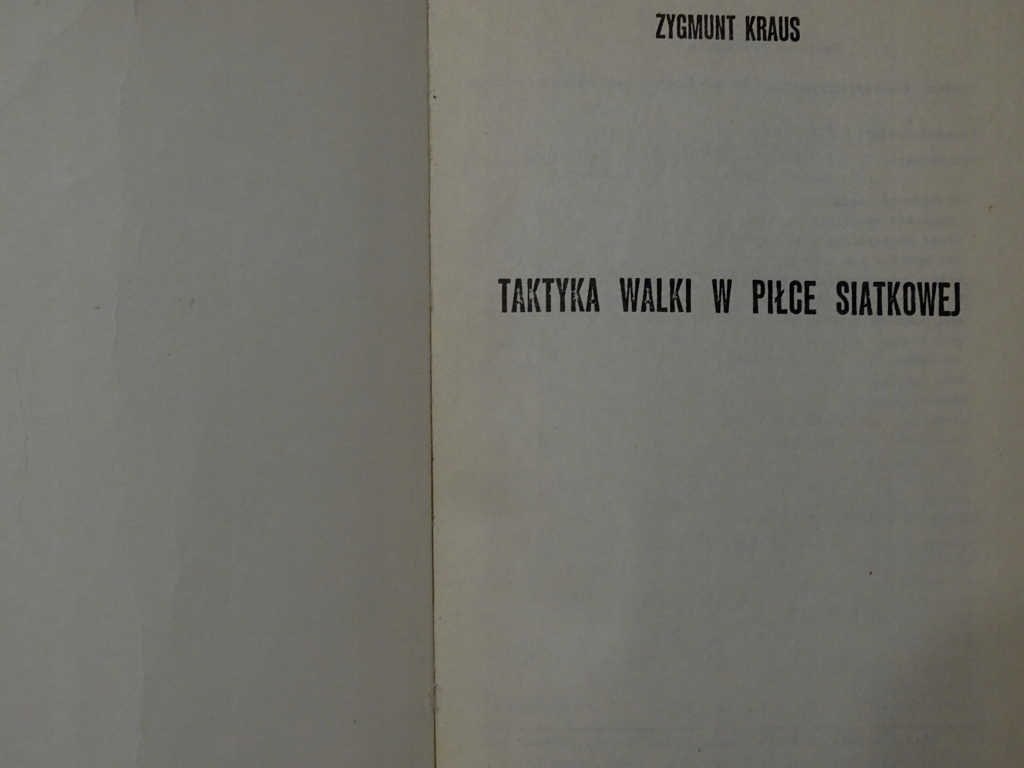 ZYGMUNT KRAUS
TAKTYKA WALKI W PIŁCE SIATKOWEJ